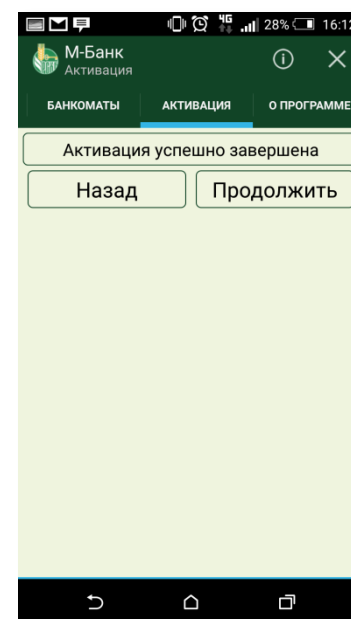 4G 28% 16:12
М-Банк
Активация
БАНКОМАТЫ АКТИВАЦИЯ О ПРОГРАММЕ
Активация успешно завершена
Назад Продолжить